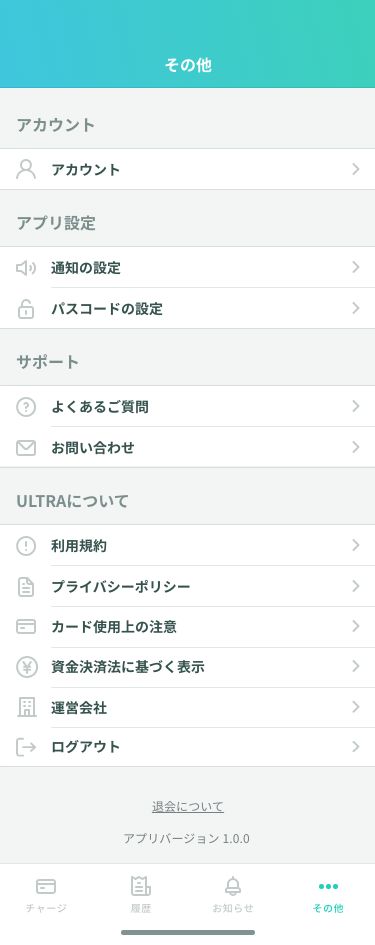 その他
アカウント
アカウント
アプリ設定
通知の設定
パスコードの設定
サポート
よくあるご質問
お問い合わせ
ULTRAについて
利用規約
プライバシーポリシー
カード使用上の注意
資金決済法に基づく表示
運営会社
ログアウト
退会について
アプリバージョン 1.0.0
チャージ 履歴 お知らせ その他